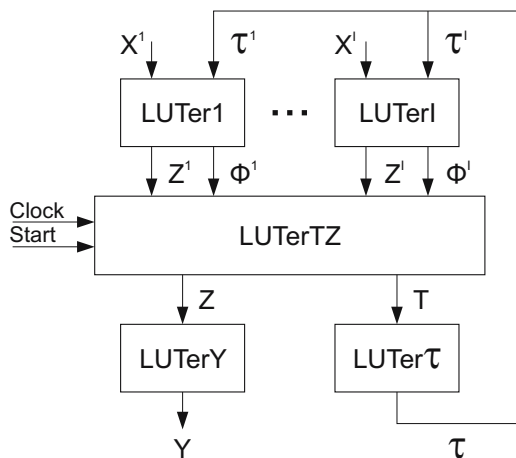 X¹ τ¹ Xᴵ τᴵ
LUTer1 ... LUTerI
Z¹ Φ¹ Zᴵ Φᴵ
Clock
Start
LUTerTZ
Z T
LUTerY LUTerτ
Y τ